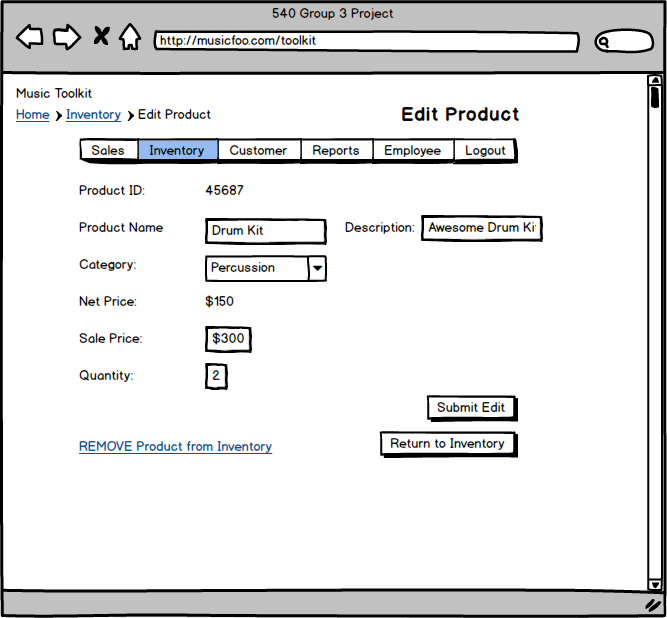 540 Group 3 Project
http://musicfoo.com/toolkit
Music Toolkit
Home > Inventory > Edit Product
Edit Product
Sales Inventory Customer Reports Employee Logout
Product ID: 45687
Product Name Drum Kit Description: Awesome Drum Ki
Category: Percussion
Net Price: $150
Sale Price: $300
Quantity: 2
Submit Edit
REMOVE Product from Inventory Return to Inventory